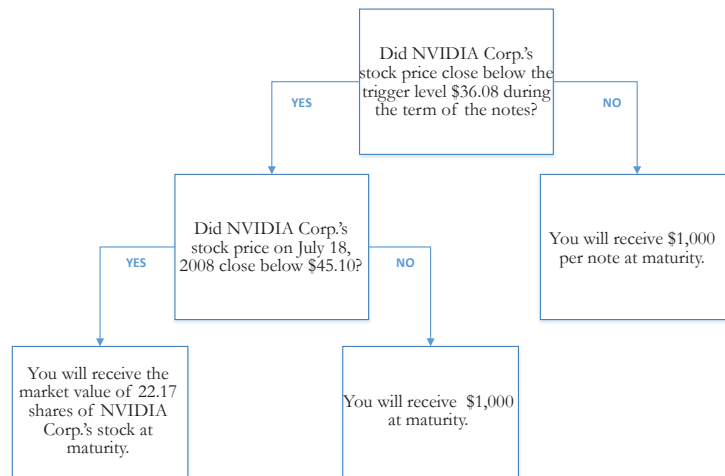 Did NVIDIA Corp.'s
stock price close below the
trigger level $36.08 during
the term of the notes?
YES
NO
Did NVIDIA Corp.'s
stock price on July 18,
2008 close below $45.10?
You will receive $1,000
per note at maturity.
YES
NO
You will receive the
market value of 22.17
shares of NVIDIA
Corp.'s stock at
maturity.
You will receive $1,000
at maturity.